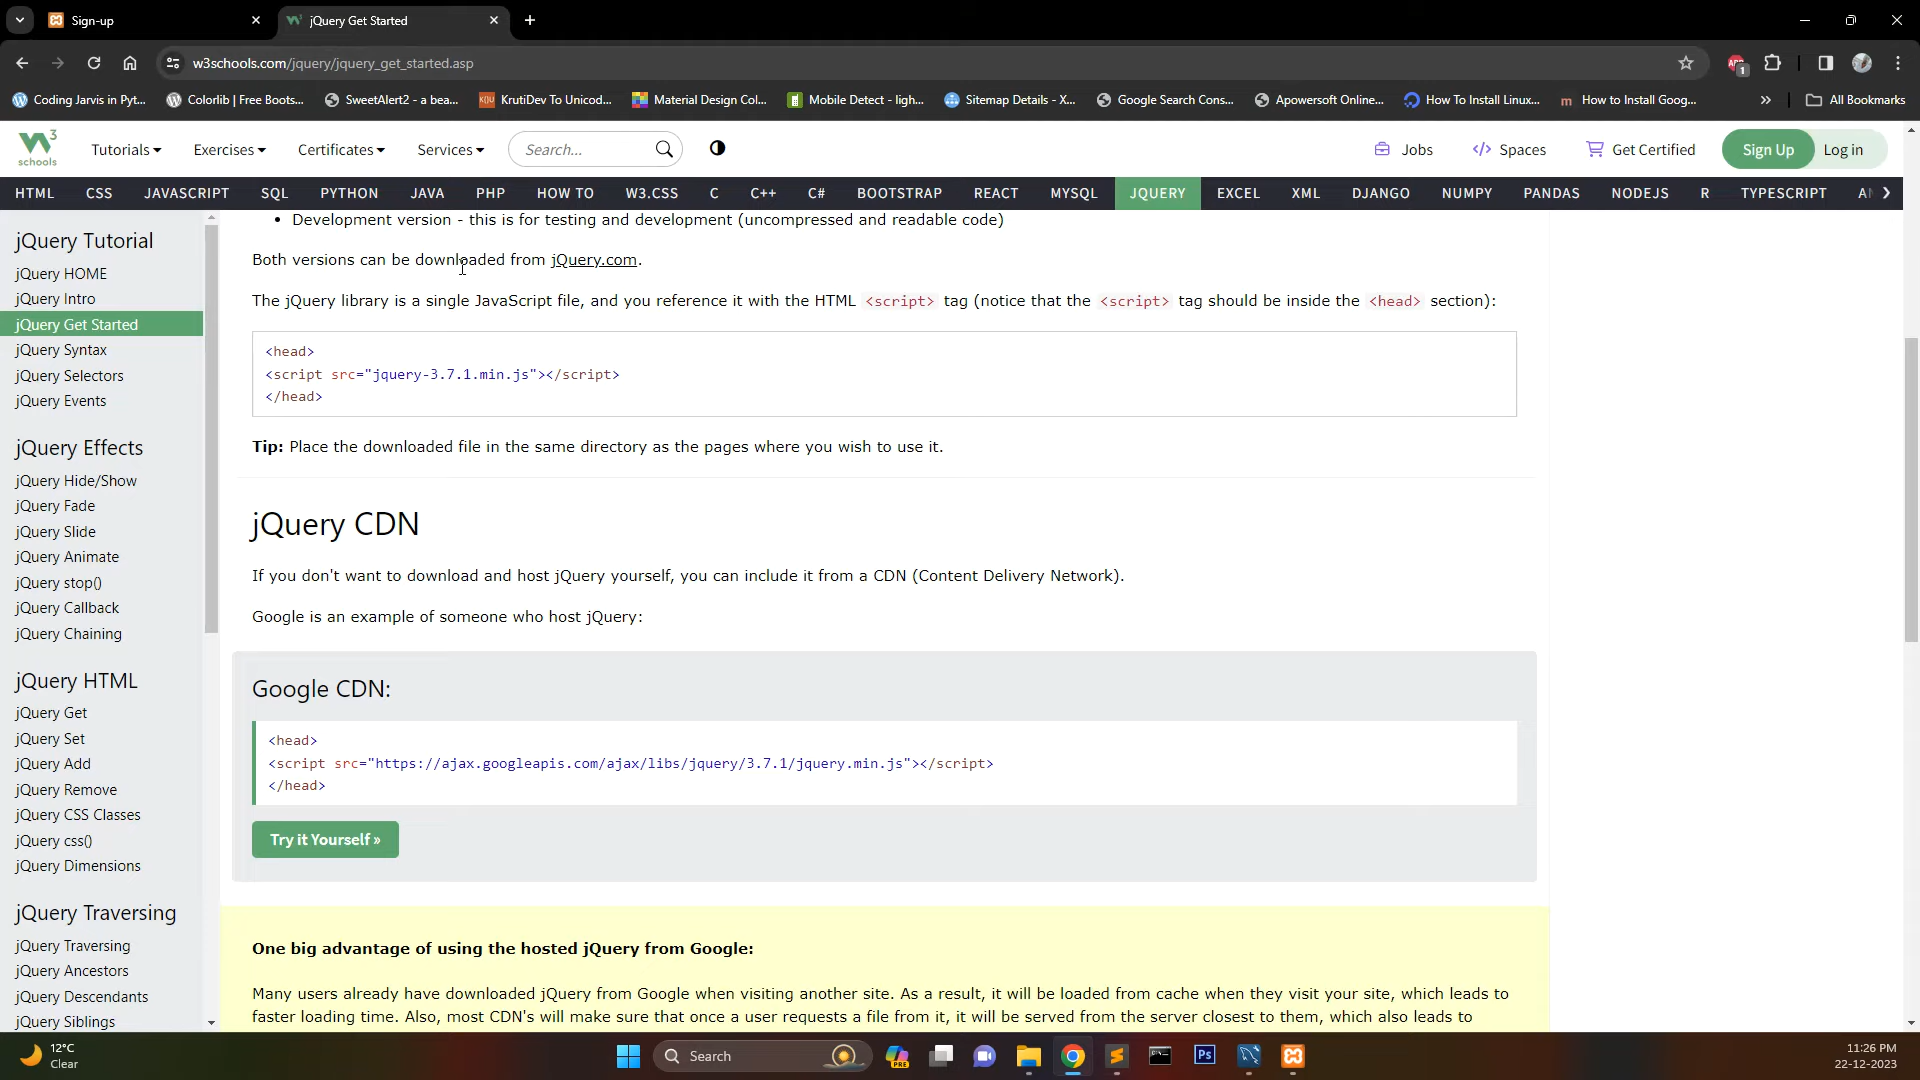 Sign-up
jQuery Get Started
w3schools.com/jquery/jquery_get_started.asp
1
Coding Jarvis in Pyt...
Colorlib | Free Boots...
SweetAlert2 - a bea...
KrutiDev To Unicod...
Material Design Col...
Mobile Detect - ligh...
Sitemap Details - X...
Google Search Cons...
Apowersoft Online...
How To Install Linux...
How to Install Goog...
All Bookmarks
W3 schools
Tutorials
Exercises
Certificates
Services
Search...
Jobs
Spaces
Get Certified
Sign Up
Log in
HTML CSS JAVASCRIPT SQL PYTHON JAVA PHP HOW TO W3.CSS C C++ C# BOOTSTRAP REACT MYSQL JQUERY EXCEL XML DJANGO NUMPY PANDAS NODEJS R TYPESCRIPT
jQuery Tutorial
jQuery HOME
jQuery Intro
jQuery Get Started
jQuery Syntax
jQuery Selectors
jQuery Events
jQuery Effects
jQuery Hide/Show
jQuery Fade
jQuery Slide
jQuery Animate
jQuery stop()
jQuery Callback
jQuery Chaining
jQuery HTML
jQuery Get
jQuery Set
jQuery Add
jQuery Remove
jQuery CSS Classes
jQuery css()
jQuery Dimensions
jQuery Traversing
jQuery Traversing
jQuery Ancestors
jQuery Descendants
jQuery Siblings
• Development version - this is for testing and development (uncompressed and readable code)
Both versions can be downloaded from jQuery.com.
The jQuery library is a single JavaScript file, and you reference it with the HTML <script> tag (notice that the <script> tag should be inside the <head> section):
<head>
<script src="jquery-3.7.1.min.js"></script>
</head>
Tip: Place the downloaded file in the same directory as the pages where you wish to use it.
jQuery CDN
If you don't want to download and host jQuery yourself, you can include it from a CDN (Content Delivery Network).
Google is an example of someone who host jQuery:
Google CDN:
<head>
<script src="https://ajax.googleapis.com/ajax/libs/jquery/3.7.1/jquery.min.js"></script>
</head>
Try it Yourself »
One big advantage of using the hosted jQuery from Google:
Many users already have downloaded jQuery from Google when visiting another site. As a result, it will be loaded from cache when they visit your site, which leads to
faster loading time. Also, most CDN's will make sure that once a user requests a file from it, it will be served from the server closest to them, which also leads to
12°C
Clear
Search
PRE
Ps
11:26 PM
22-12-2023